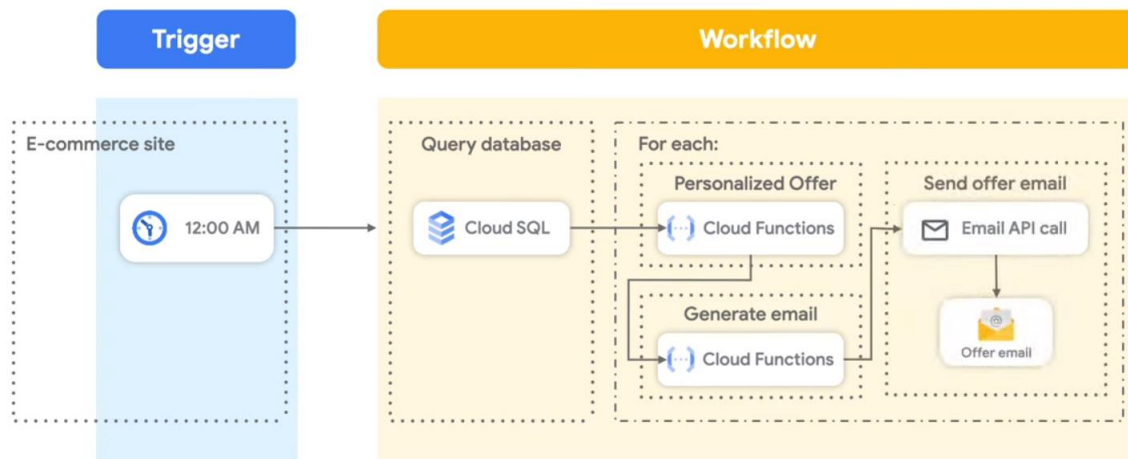 Trigger
Workflow
E-commerce site
12:00 AM
Query database
Cloud SQL
For each:
Personalized Offer
Cloud Functions
Generate email
Cloud Functions
Send offer email
Email API call
@
Offer email